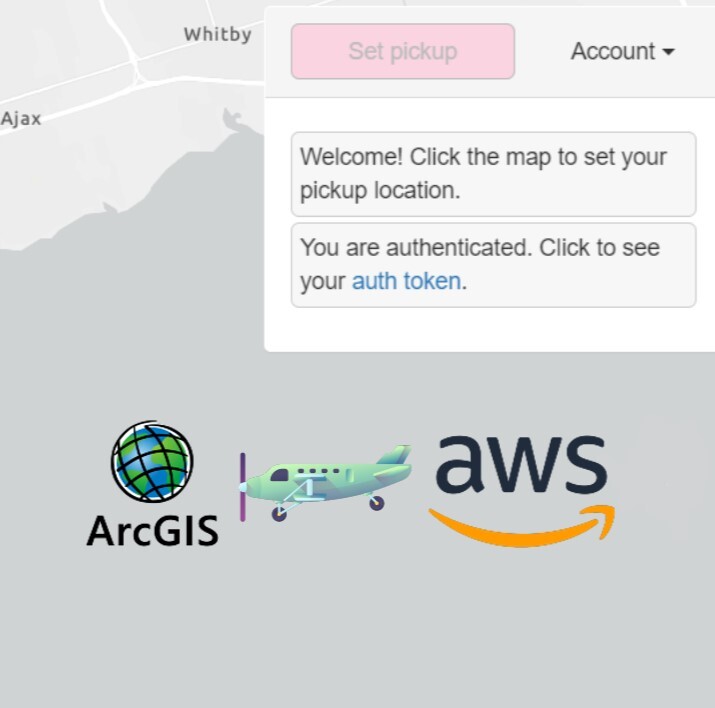 Whitby
Ajax
Set pickup
Account
Welcome! Click the map to set your
pickup location.
You are authenticated. Click to see
your auth token.
ArcGIS
aws